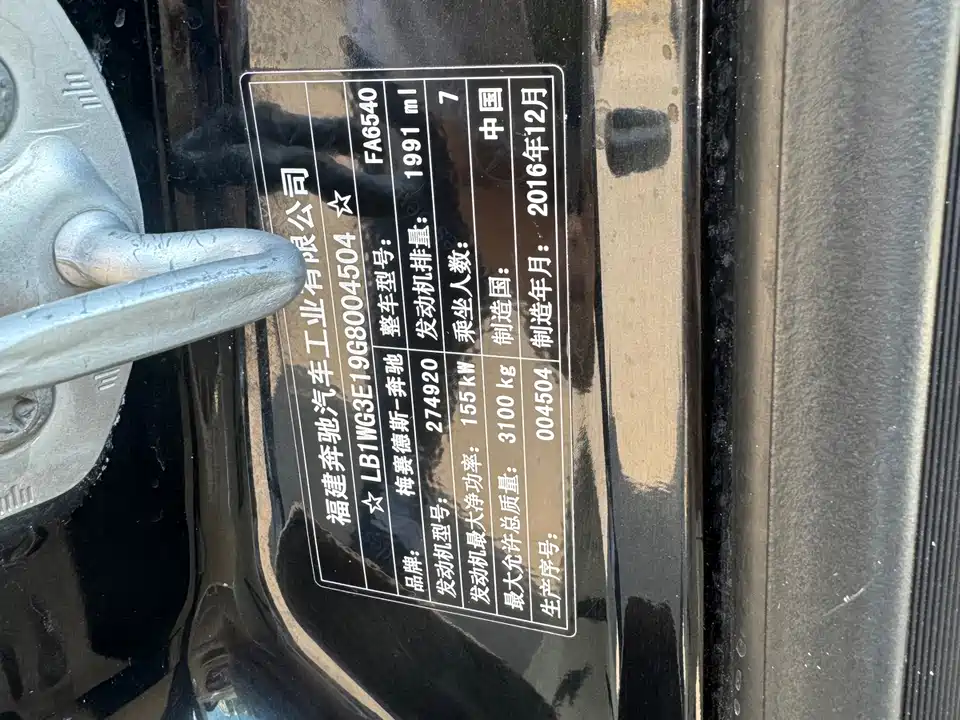 福建奔驰汽车工业有限公司
☆ LB1WG3E19G8004504 ☆
品牌： 梅赛德斯-奔驰 整车型号： FA6540
发动机型号： 274920 发动机排量： 1991 ml
发动机最大净功率： 155kW 乘坐人数： 7
最大允许总质量： 3100 kg 制造国： 中国
生产序号： 004504 制造年月： 2016年12月